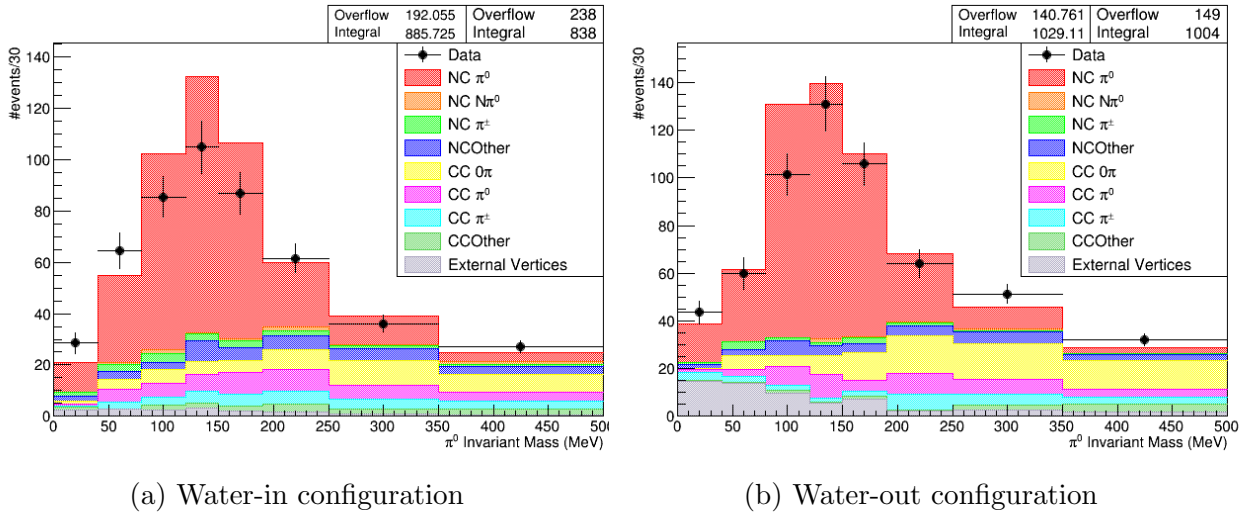 Overflow 192.055 Overflow 238
Integral 885.725 Integral 838
#events/30
140
120
100
80
60
40
20
0
Data
NC π⁰
NC Nπ⁰
NC π±
NCOther
CC 0π
CC π⁰
CC π±
CCOther
External Vertices
0 50 100 150 200 250 300 350 400 450 500
π⁰ Invariant Mass (MeV)
(a) Water-in configuration
Overflow 140.761 Overflow 149
Integral 1029.11 Integral 1004
#events/30
140
120
100
80
60
40
20
0
Data
NC π⁰
NC Nπ⁰
NC π±
NCOther
CC 0π
CC π⁰
CC π±
CCOther
External Vertices
0 50 100 150 200 250 300 350 400 450 500
π⁰ Invariant Mass (MeV)
(b) Water-out configuration